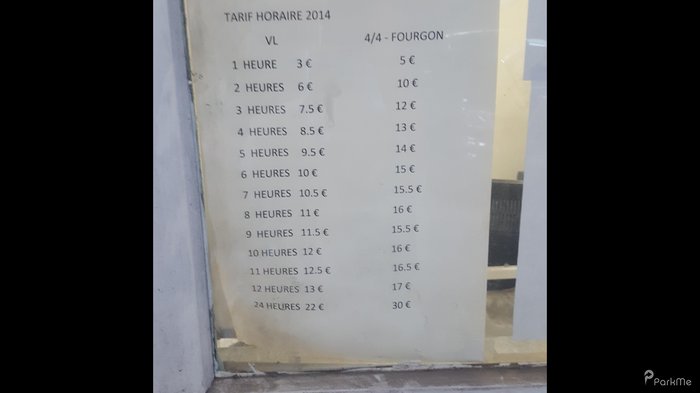 TARIF HORAIRE 2014
VL 4/4 - FOURGON
1 HEURE 3 € 5 €
2 HEURES 6 € 10 €
3 HEURES 7.5 € 12 €
4 HEURES 8.5 € 13 €
5 HEURES 9.5 € 14 €
6 HEURES 10 € 15 €
7 HEURES 10.5 € 15.5 €
8 HEURES 11 € 16 €
9 HEURES 11.5 € 15.5 €
10 HEURES 12 € 16 €
11 HEURES 12.5 € 16.5 €
12 HEURES 13 € 17 €
24 HEURES 22 € 30 €
ParkMe